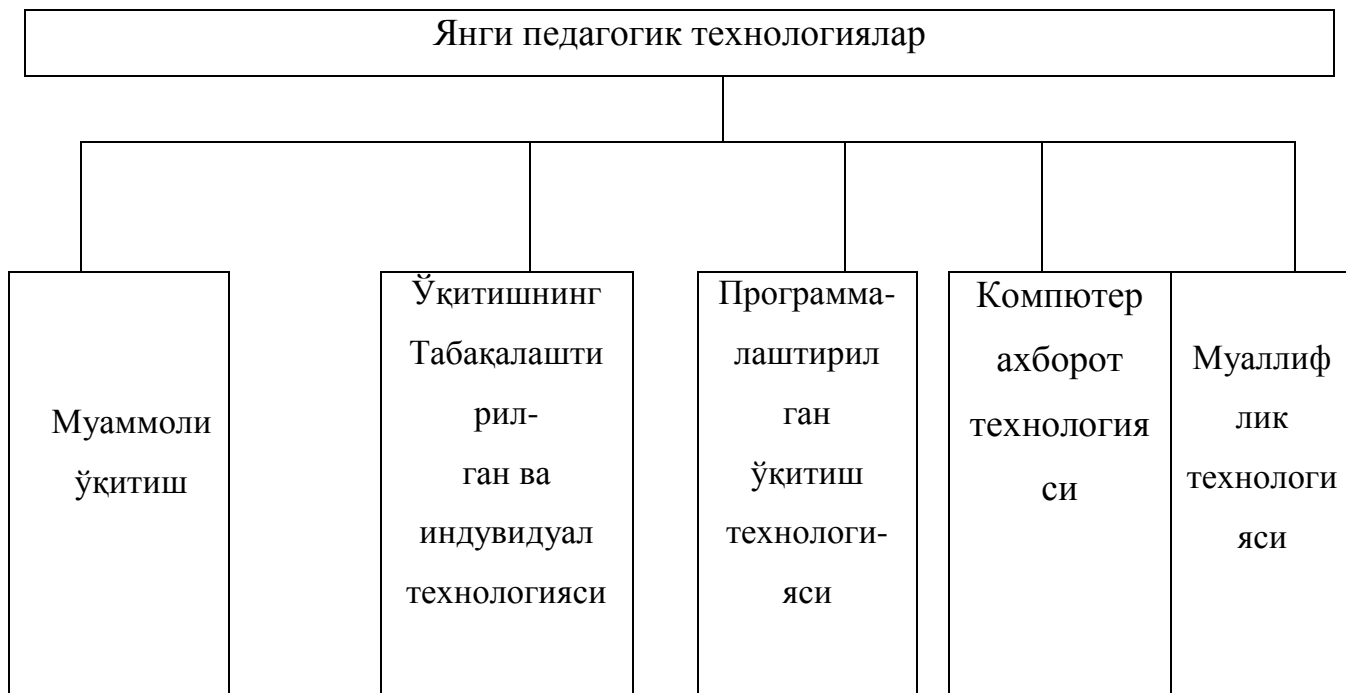 Янги педагогик технологиялар
Муаммоли
ўқитиш
Ўқитишнинг
Табақалашти
рил-
ган ва
индувидуал
технологияси
Программа-
лаштирил
ган
ўқитиш
технологи-
яси
Компютер
ахборот
технология
си
Муаллиф
лик
технологи
яси